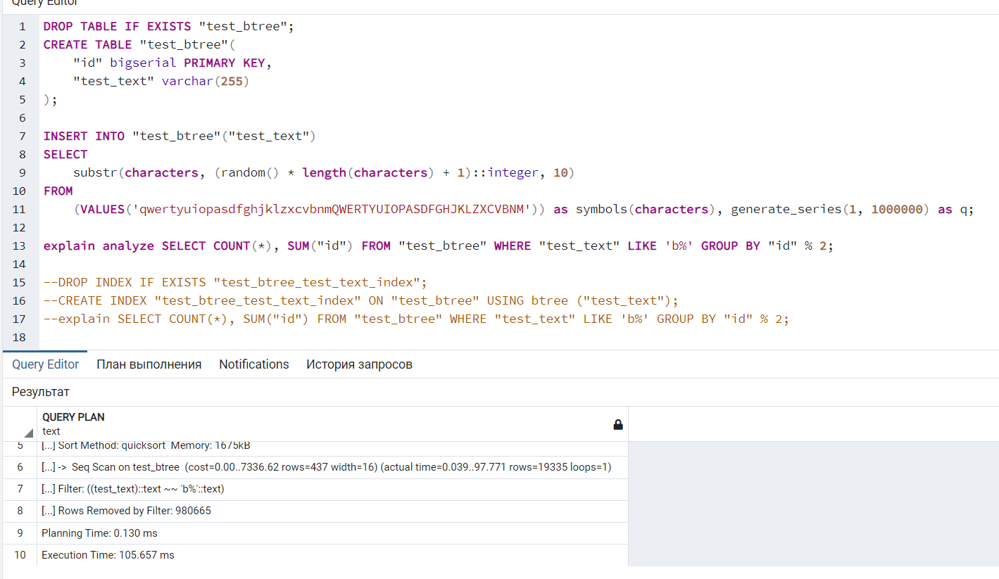 Query Editor
1 DROP TABLE IF EXISTS "test_btree";
2 CREATE TABLE "test_btree"(
3 "id" bigserial PRIMARY KEY,
4 "test_text" varchar(255)
5 );
6
7 INSERT INTO "test_btree"("test_text")
8 SELECT
9 substr(characters, (random() * length(characters) + 1)::integer, 10)
10 FROM
11 (VALUES('qwertyuiopasdfghjklzxcvbnmQWERTYUIOPASDFGHJKLZXCVBNM')) as symbols(characters), generate_series(1, 1000000) as q;
12
13 explain analyze SELECT COUNT(*), SUM("id") FROM "test_btree" WHERE "test_text" LIKE 'b%' GROUP BY "id" % 2;
14
15 --DROP INDEX IF EXISTS "test_btree_test_text_index";
16 --CREATE INDEX "test_btree_test_text_index" ON "test_btree" USING btree ("test_text");
17 --explain SELECT COUNT(*), SUM("id") FROM "test_btree" WHERE "test_text" LIKE 'b%' GROUP BY "id" % 2;
18
Query Editor План выполнения Notifications История запросов
Результат
QUERY PLAN
text
5 [...] Sort Method: quicksort Memory: 1675kB
6 [...] -> Seq Scan on test_btree (cost=0.00..7336.62 rows=437 width=16) (actual time=0.039..97.771 rows=19335 loops=1)
7 [...] Filter: ((test_text)::text ~~ 'b%'::text)
8 [...] Rows Removed by Filter: 980665
9 Planning Time: 0.130 ms
10 Execution Time: 105.657 ms